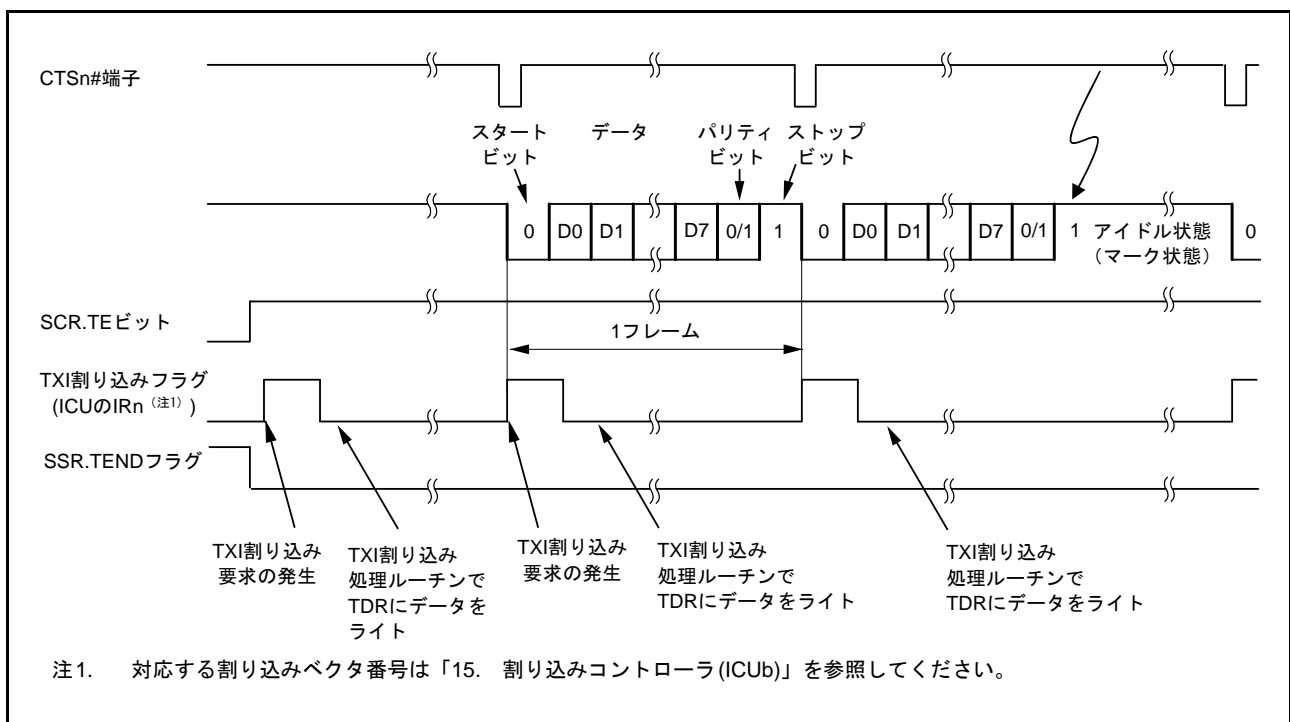 CTSn#端子
スタート
ビット
データ
パリティ
ビット
ストップ
ビット
0 D0 D1 D7 0/1 1 0 D0 D1 D7 0/1 1 アイドル状態
(マーク状態) 0
SCR.TEビット
1フレーム
TXI割り込みフラグ
(ICUのIRn (注1) )
SSR.TENDフラグ
TXI割り込み
要求の発生
TXI割り込み
処理ルーチンで
TDRにデータを
ライト
TXI割り込み
要求の発生
TXI割り込み
処理ルーチンで
TDRにデータをライト
TXI割り込み
処理ルーチンで
TDRにデータをライト
注1. 対応する割り込みベクタ番号は「15. 割り込みコントローラ(ICUb)」を参照してください。